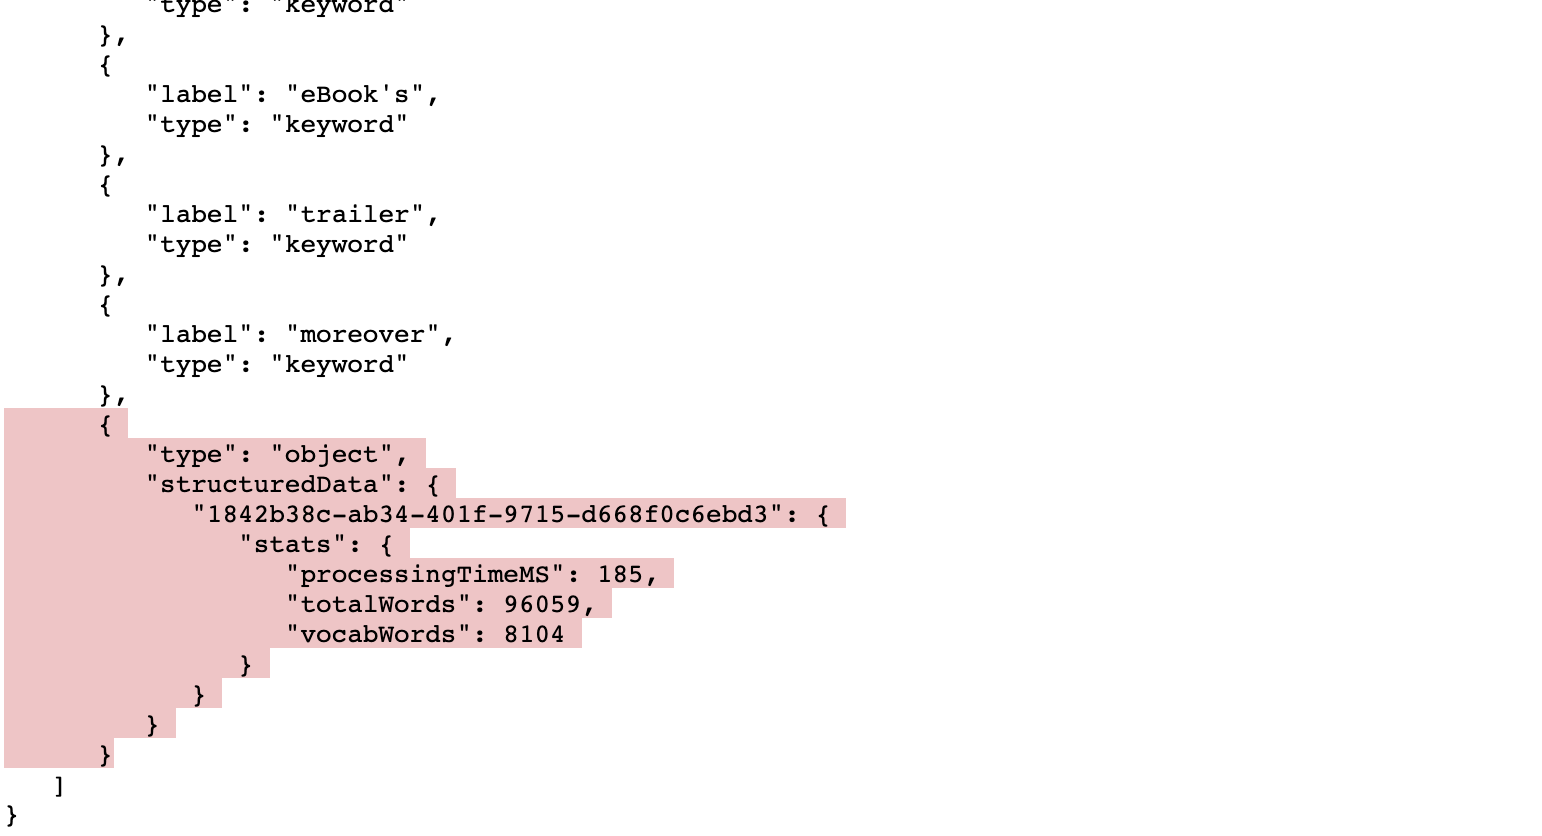 "type": "keyword"
},
{
"label": "eBook's",
"type": "keyword"
},
{
"label": "trailer",
"type": "keyword"
},
{
"label": "moreover",
"type": "keyword"
},
{
"type": "object",
"structuredData": {
"1842b38c-ab34-401f-9715-d668f0c6ebd3": {
"stats": {
"processingTimeMS": 185,
"totalWords": 96059,
"vocabWords": 8104
}
}
}
}
]
}